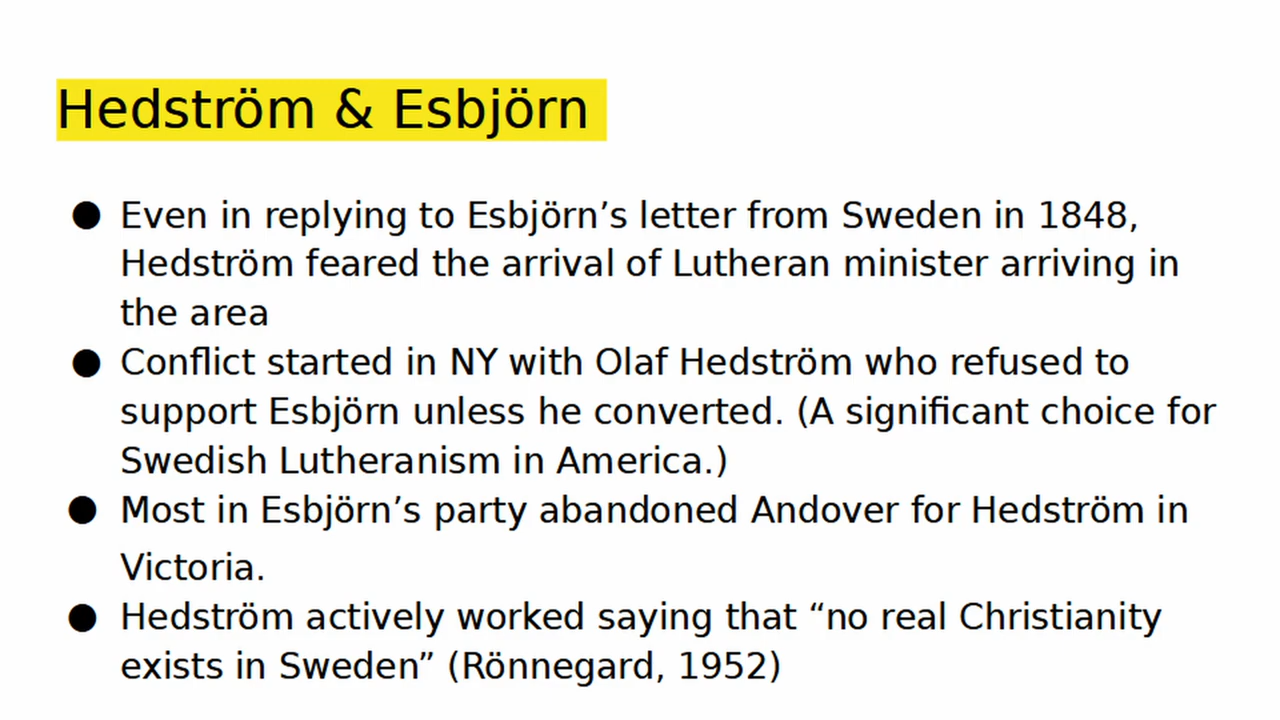 Hedström & Esbjörn
● Even in replying to Esbjörn’s letter from Sweden in 1848,
Hedström feared the arrival of Lutheran minister arriving in
the area
● Conflict started in NY with Olaf Hedström who refused to
support Esbjörn unless he converted. (A significant choice for
Swedish Lutheranism in America.)
● Most in Esbjörn’s party abandoned Andover for Hedström in
Victoria.
● Hedström actively worked saying that “no real Christianity
exists in Sweden” (Rönnegard, 1952)